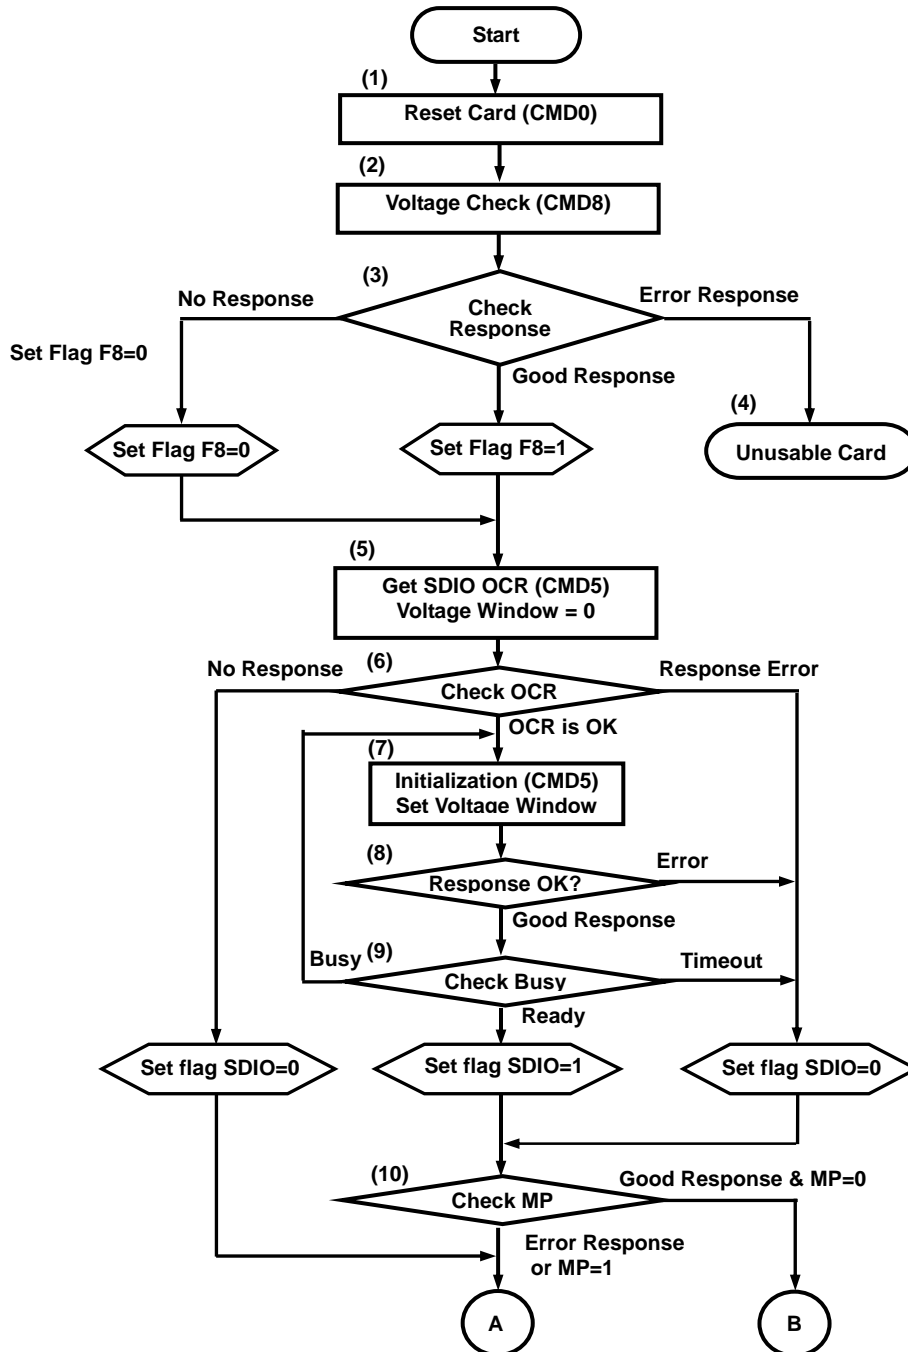 Start
(1)
Reset Card (CMD0)
(2)
Voltage Check (CMD8)
(3)
No Response
Error Response
Check
Response
Set Flag F8=0
Good Response
(4)
Set Flag F8=0
Set Flag F8=1
Unusable Card
(5)
Get SDIO OCR (CMD5)
Voltage Window = 0
No Response
(6)
Response Error
Check OCR
OCR is OK
(7)
Initialization (CMD5)
Set Voltage Window
(8)
Error
Response OK?
Good Response
Busy
(9)
Timeout
Check Busy
Ready
Set flag SDIO=0
Set flag SDIO=1
Set flag SDIO=0
(10)
Good Response & MP=0
Check MP
Error Response
or MP=1
A
B